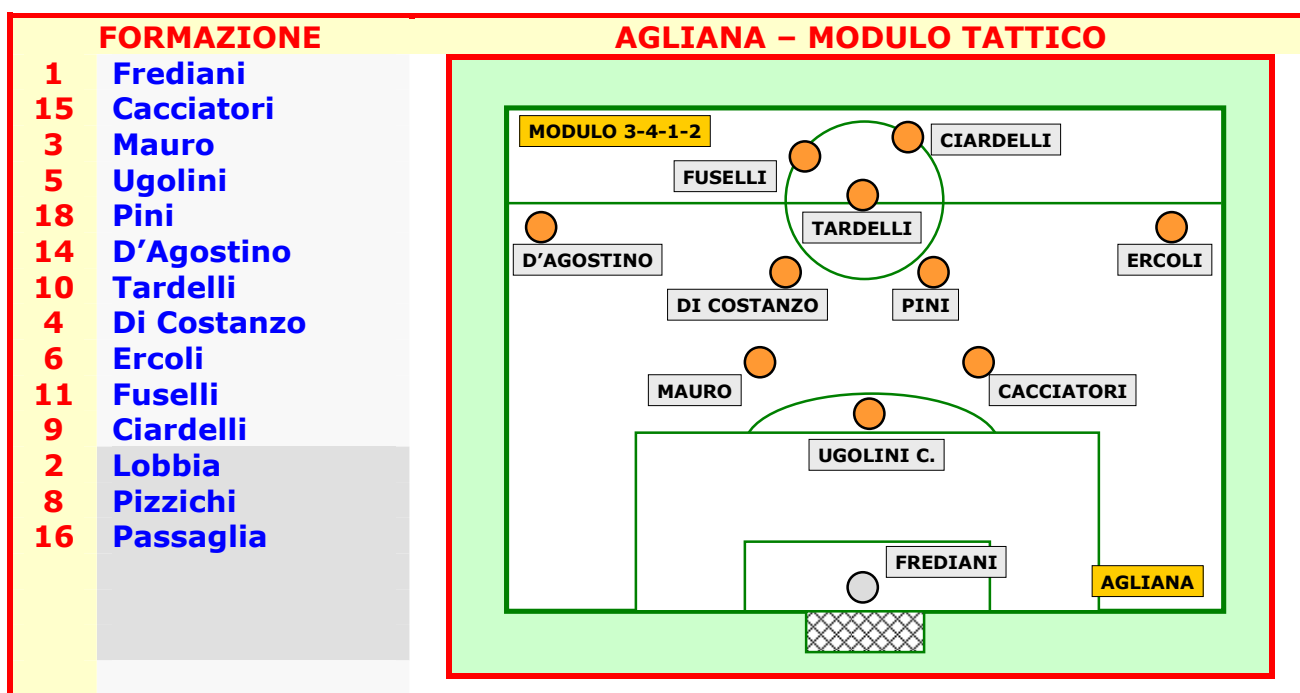 FORMAZIONE
1 Frediani
15 Cacciatori
3 Mauro
5 Ugolini
18 Pini
14 D’Agostino
10 Tardelli
4 Di Costanzo
6 Ercoli
11 Fuselli
9 Ciardelli
2 Lobbia
8 Pizzichi
16 Passaglia
AGLIANA – MODULO TATTICO
MODULO 3-4-1-2
CIARDELLI
FUSELLI
TARDELLI
D’AGOSTINO
ERCOLI
DI COSTANZO
PINI
MAURO
CACCIATORI
UGOLINI C.
FREDIANI
AGLIANA